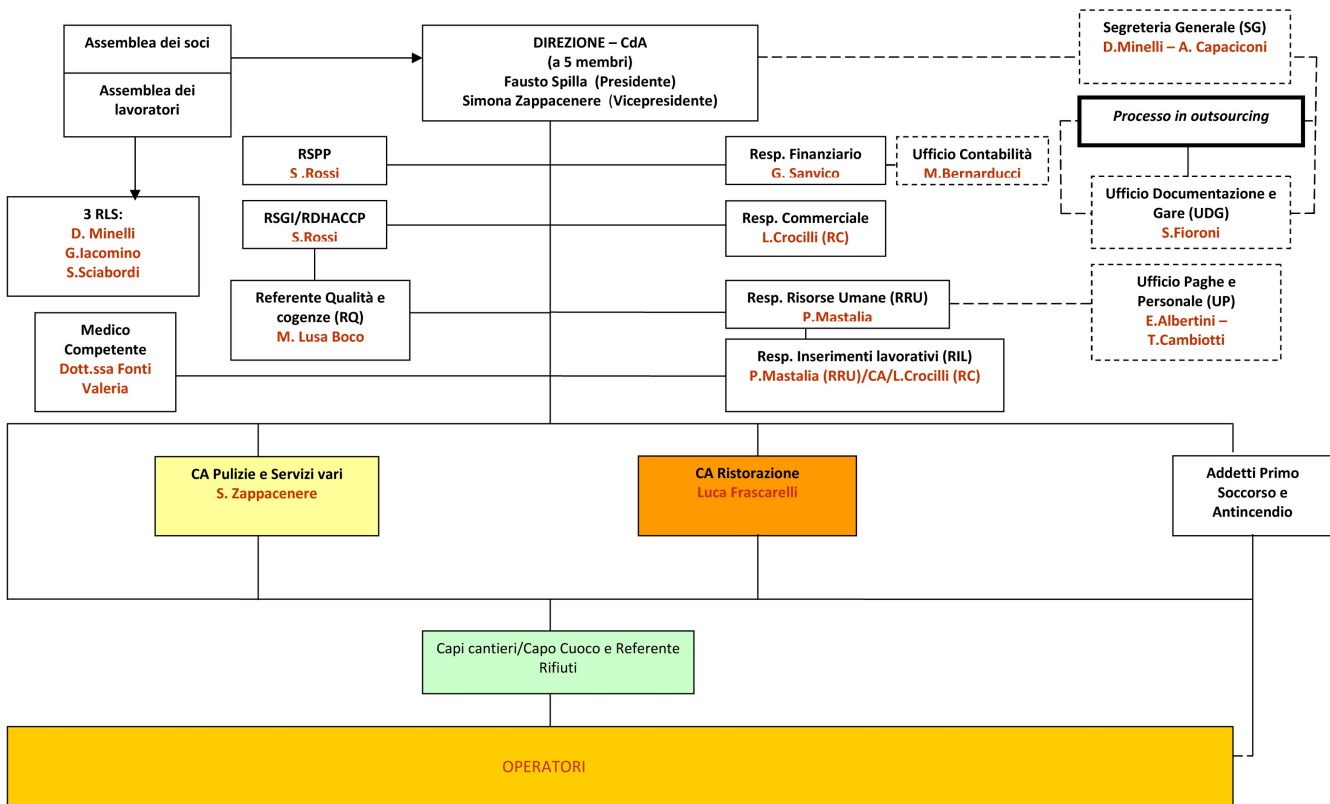 Assemblea dei soci
Assemblea dei
lavoratori
DIREZIONE – CdA
(a 5 membri)
Fausto Spilla (Presidente)
Simona Zappacenere (Vicepresidente)
Segreteria Generale (SG)
D.Minelli – A. Capaciconi
Processo in outsourcing
RSPP
S .Rossi
Resp. Finanziario
G. Sanvico
Ufficio Contabilità
M.Bernarducci
Ufficio Documentazione e
Gare (UDG)
S.Fioroni
3 RLS:
D. Minelli
G.Iacomino
S.Sciabordi
RSGI/RDHACCP
S.Rossi
Resp. Commerciale
L.Crocilli (RC)
Referente Qualità e
cogenze (RQ)
M. Lusa Boco
Resp. Risorse Umane (RRU)
P.Mastalia
Ufficio Paghe e
Personale (UP)
E.Albertini –
T.Cambiotti
Medico
Competente
Dott.ssa Fonti
Valeria
Resp. Inserimenti lavorativi (RIL)
P.Mastalia (RRU)/CA/L.Crocilli (RC)
CA Pulizie e Servizi vari
S. Zappacenere
CA Ristorazione
Luca Frascarelli
Addetti Primo
Soccorso e
Antincendio
Capi cantieri/Capo Cuoco e Referente
Rifiuti
OPERATORI